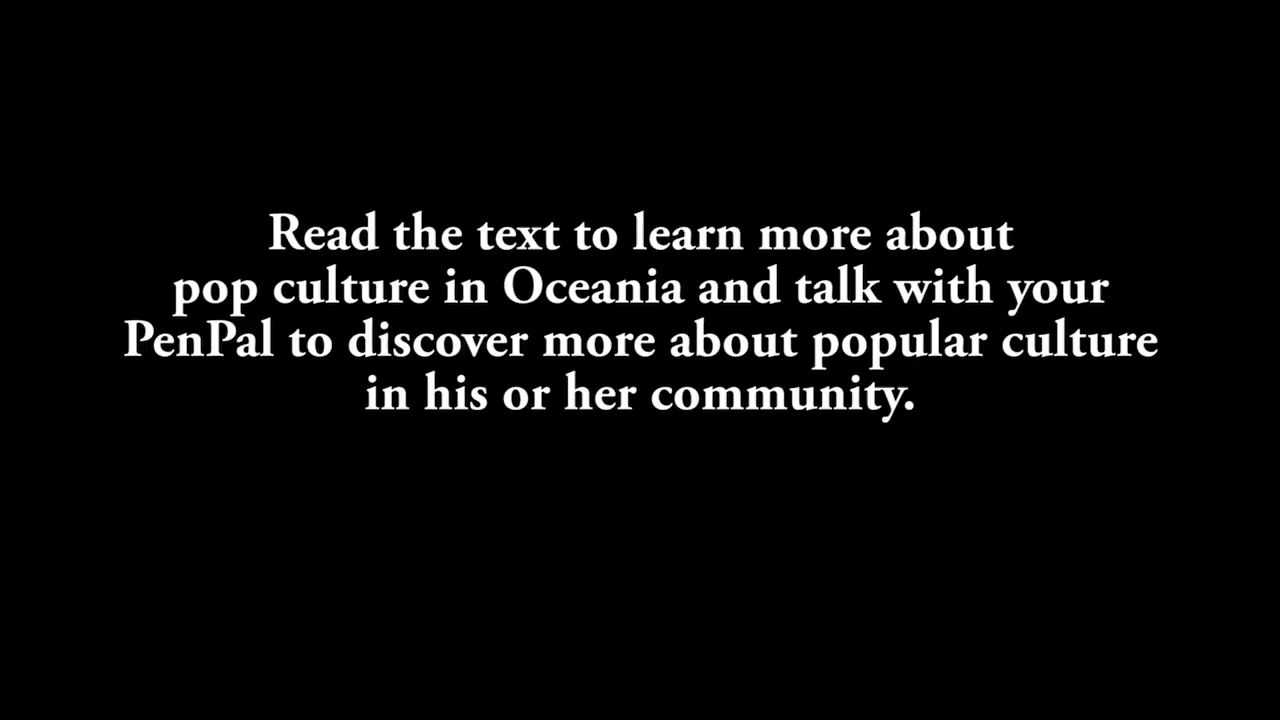 Read the text to learn more about
pop culture in Oceania and talk with your
PenPal to discover more about popular culture
in his or her community.